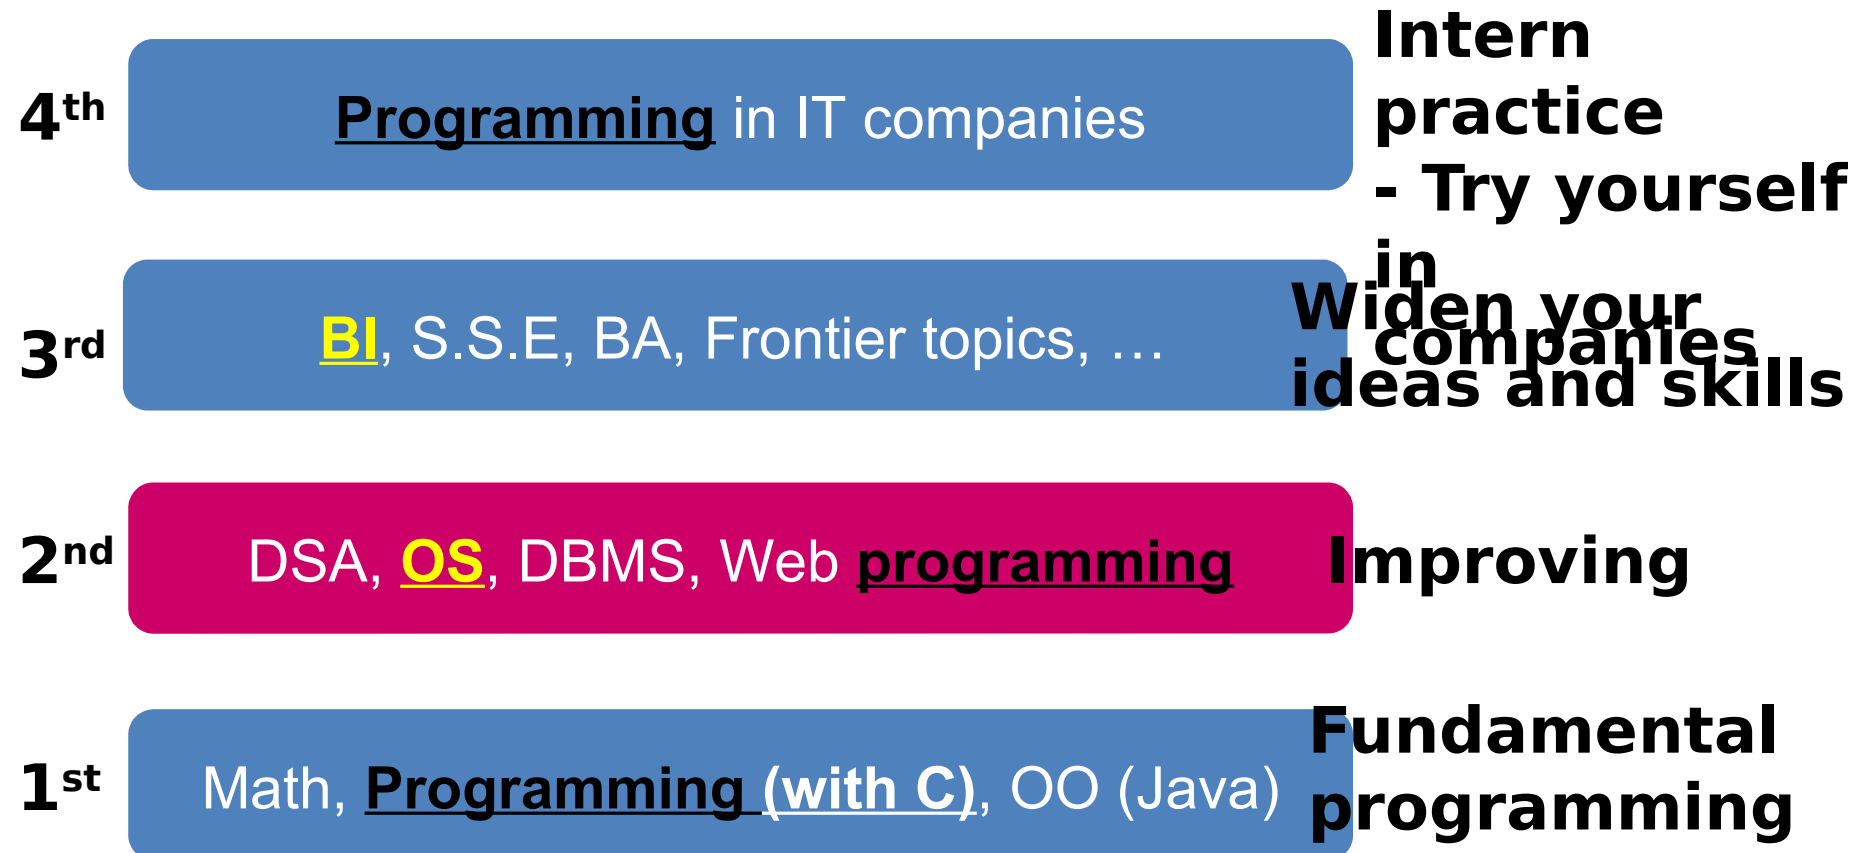 4th
Programming in IT companies
Intern
practice
- Try yourself
in
companies
3rd
BI, S.S.E, BA, Frontier topics, …
Widen your
ideas and skills
2nd
DSA, OS, DBMS, Web programming
Improving
1st
Math, Programming (with C), OO (Java)
Fundamental
programming